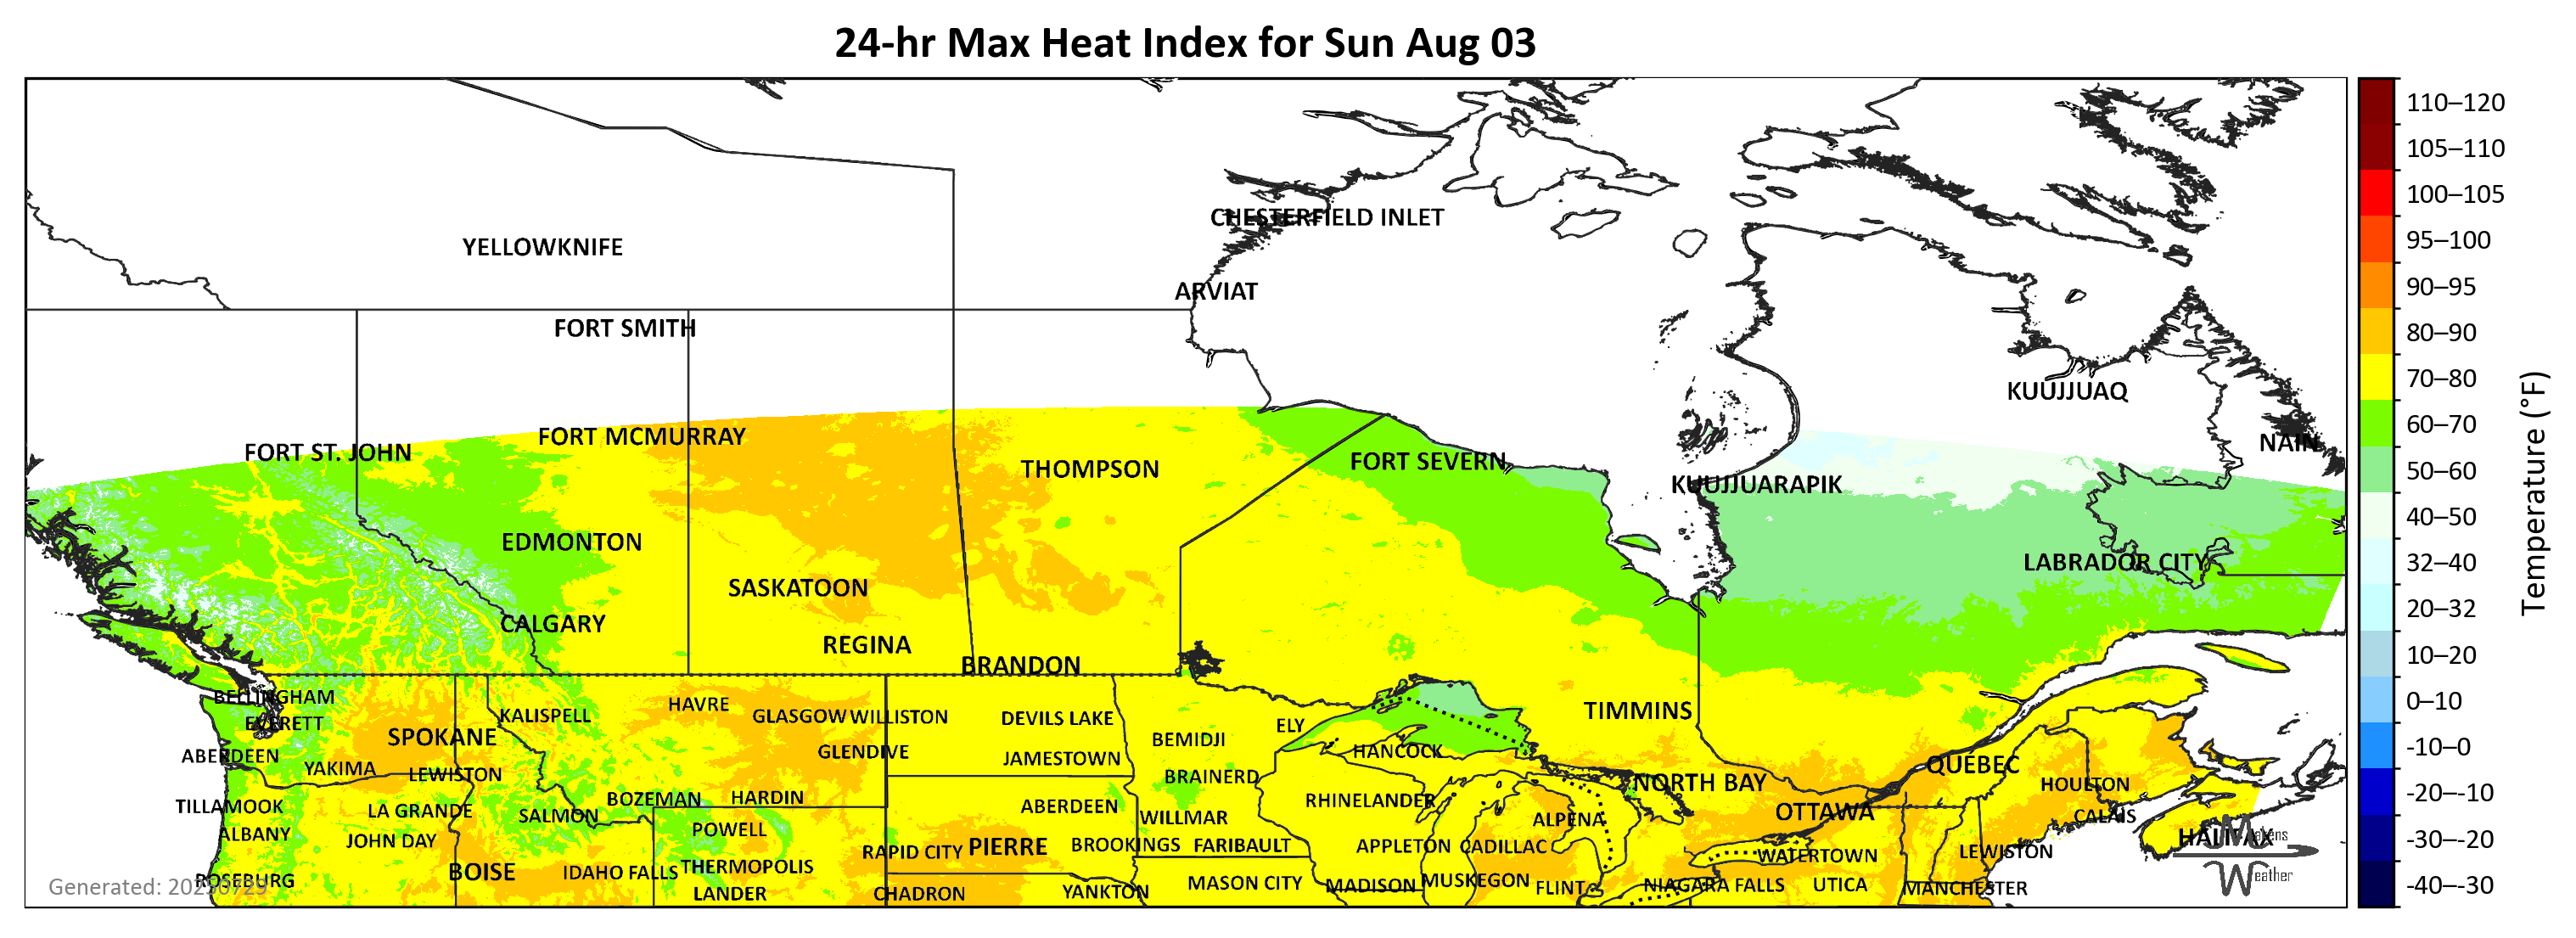 24-hr Max Heat Index for Sun Aug 03
110–120
105–110
CHESTERFIELD INLET
100–105
YELLOWKNIFE
95–100
ARVIAT
90–95
FORT SMITH
80–90
KUUJJUAQ
70–80
FORT ST. JOHN
FORT MCMURRAY
THOMPSON
FORT SEVERN
NAIN
60–70
KUUJJUARAPIK
50–60
40–50
EDMONTON
LABRADOR CITY
32–40
SASKATOON
CALGARY
20–32
REGINA
BRANDON
10–20
Temperature (°F)
BELLINGHAM
HAVRE
0–10
EVERETT
KALISPELL
GLASGOW
WILLISTON
DEVILS LAKE
ELY
TIMMINS
SPOKANE
BEMIDJI
-10–0
ABERDEEN
GLENDIVE
JAMESTOWN
HANCOCK
YAKIMA
LEWISTON
BRAINERD
NORTH BAY
QUÉBEC
HOULTON
-20–-10
TILLAMOOK
LA GRANDE
SALMON
BOZEMAN
HARDIN
ABERDEEN
WILLMAR
RHINELANDER
ALPENA
OTTAWA
CALAIS
ALBANY
JOHN DAY
POWELL
-30–-20
HALIFAX
RAPID CITY
PIERRE
BROOKINGS
FARIBAULT
APPLETON
CADILLAC
WATERTOWN
LEWISTON
BOISE
IDAHO FALLS
THERMOPOLIS
ROSEBURG
LANDER
CHADRON
YANKTON
MASON CITY
MADISON
MUSKEGON
FLINT
NIAGARA FALLS
UTICA
MANCHESTER
-40–-30
Generated: 20250729
Weather